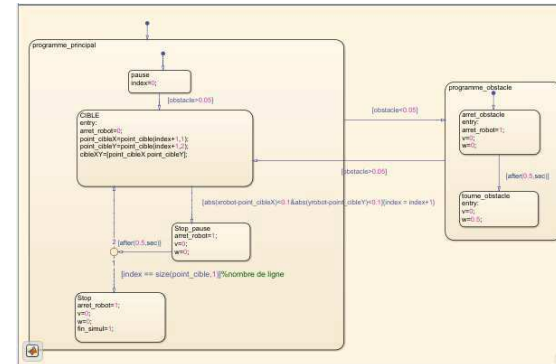 programme_principal
pause
index=0;
[obstacle>0.05]
CIBLE
entry:
arret_robot=0;
point_cibleX=point_cible(index+1,1);
point_cibleY=point_cible(index+1,2);
cibleXY=[point_cibleX point_cibleY];
[abs(xrobot-point_cibleX)<0.1&abs(yrobot-point_cibleY)<0.1]{index = index+1}
Stop_pause
arret_robot=1;
v=0;
w=0;
2
[after(0.5,sec)]
1
[index == size(point_cible,1)]%nombre de ligne
Stop
arret_robot=1;
v=0;
w=0;
fin_simul=1;
[obstacle<0.05]
[obstacle>0.05]
programme_obstacle
arret_obstacle
entry:
arret_robot=1;
v=0;
w=0;
[after(0.5,sec)]
tourne_obstacle
entry:
v=0;
w=0.5;